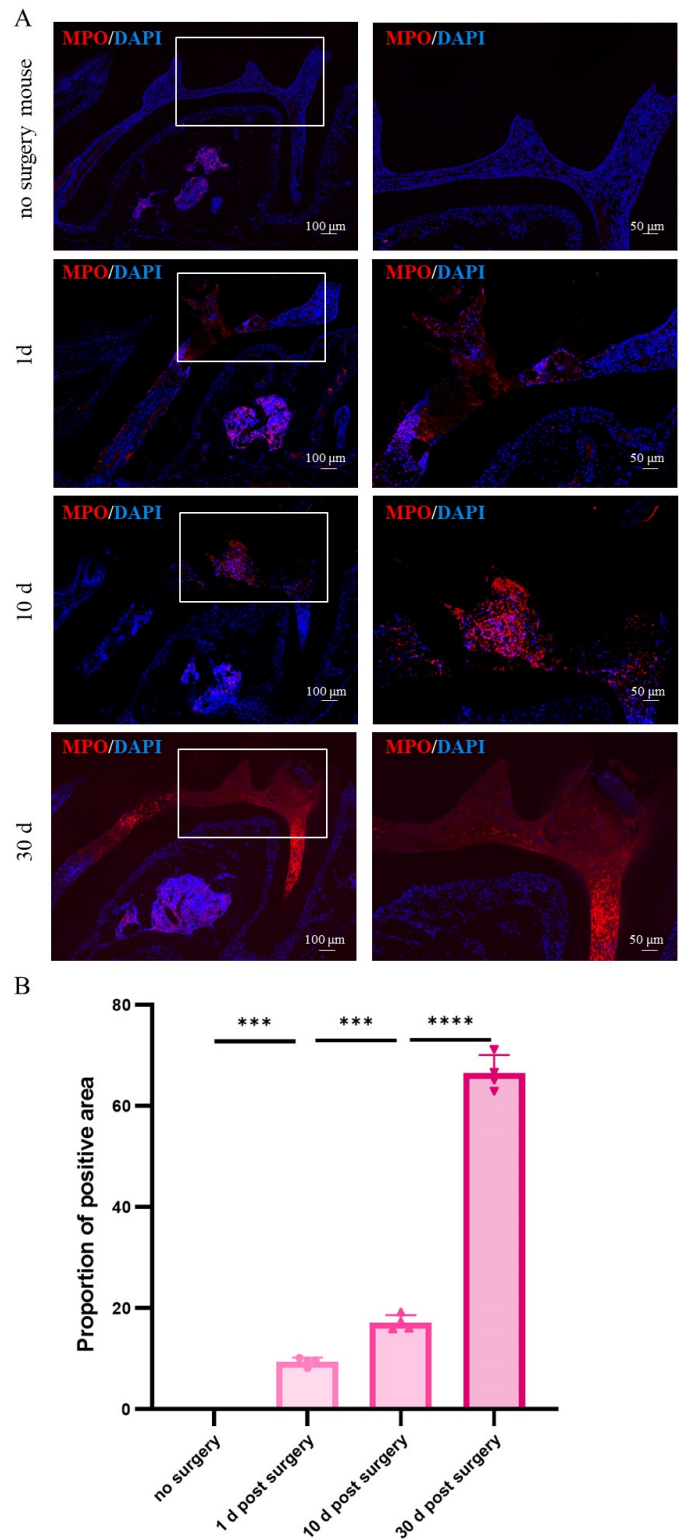 A
no surgery mouse
MPO/DAPI
100 μm
MPO/DAPI
50 μm
1d
MPO/DAPI
100 μm
MPO/DAPI
50 μm
10 d
MPO/DAPI
100 μm
MPO/DAPI
50 μm
30 d
MPO/DAPI
100 μm
MPO/DAPI
50 μm
B
Proportion of positive area
80
60
40
20
0
***
***
****
no surgery
1 d post surgery
10 d post surgery
30 d post surgery